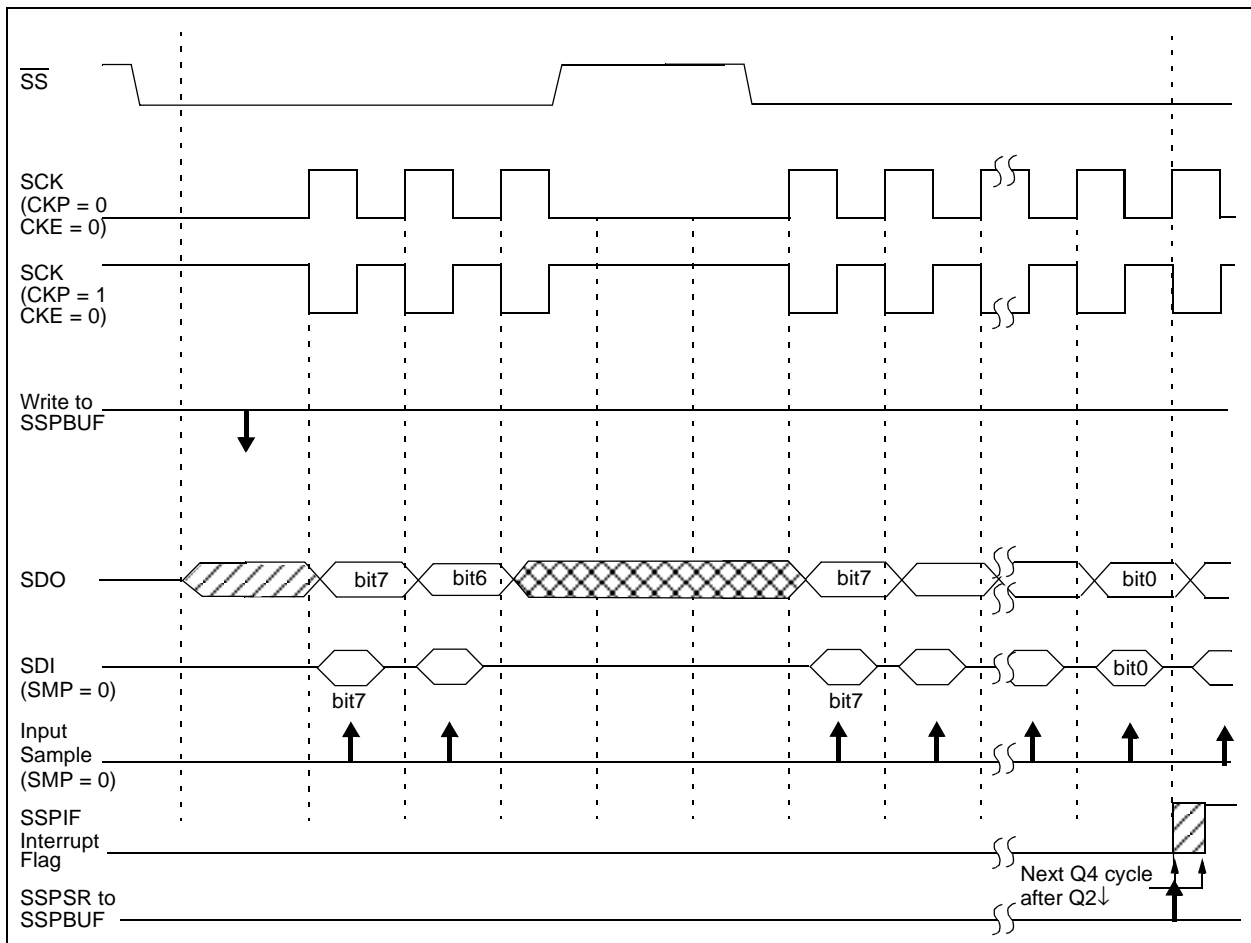 SS
SCK
(CKP = 0
CKE = 0)
SCK
(CKP = 1
CKE = 0)
Write to
SSPBUF
SDO
bit7
bit6
bit7
bit0
SDI
(SMP = 0)
bit7
bit7
bit0
Input
Sample
(SMP = 0)
SSPIF
Interrupt
Flag
Next Q4 cycle
after Q2↓
SSPSR to
SSPBUF